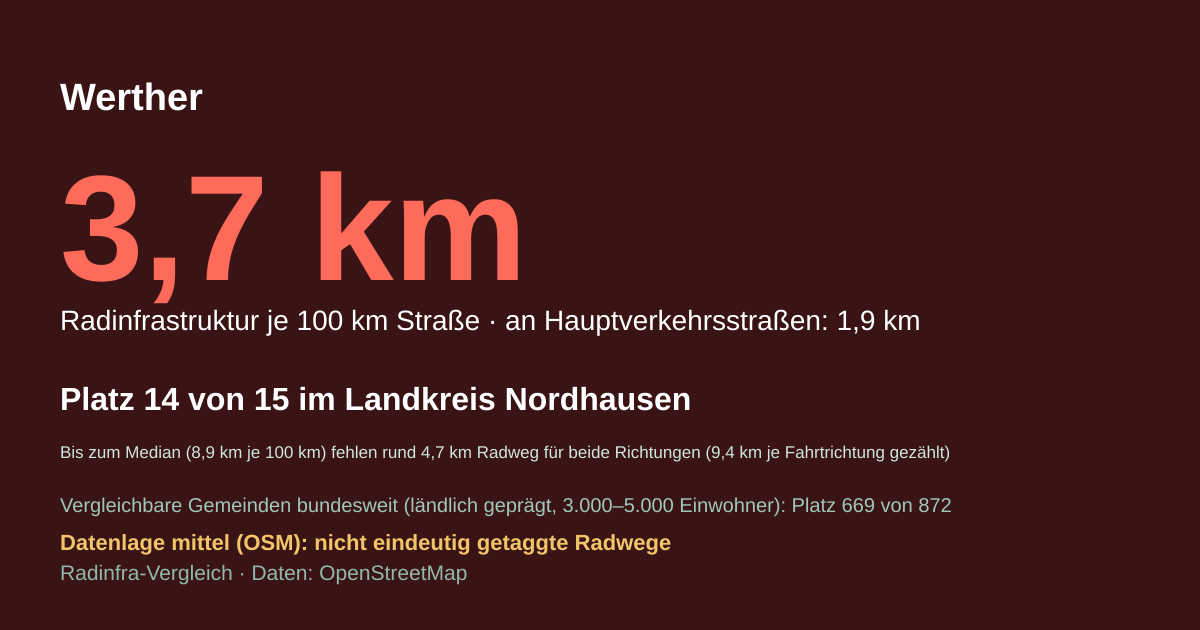 Werther
3,7 km
Radinfrastruktur je 100 km Straße · an Hauptverkehrsstraßen: 1,9 km
Platz 14 von 15 im Landkreis Nordhausen
Bis zum Median (8,9 km je 100 km) fehlen rund 4,7 km Radweg für beide Richtungen (9,4 km je Fahrtrichtung gezählt)
Vergleichbare Gemeinden bundesweit (ländlich geprägt, 3.000–5.000 Einwohner): Platz 669 von 872
Datenlage mittel (OSM): nicht eindeutig getaggte Radwege
Radinfra-Vergleich · Daten: OpenStreetMap